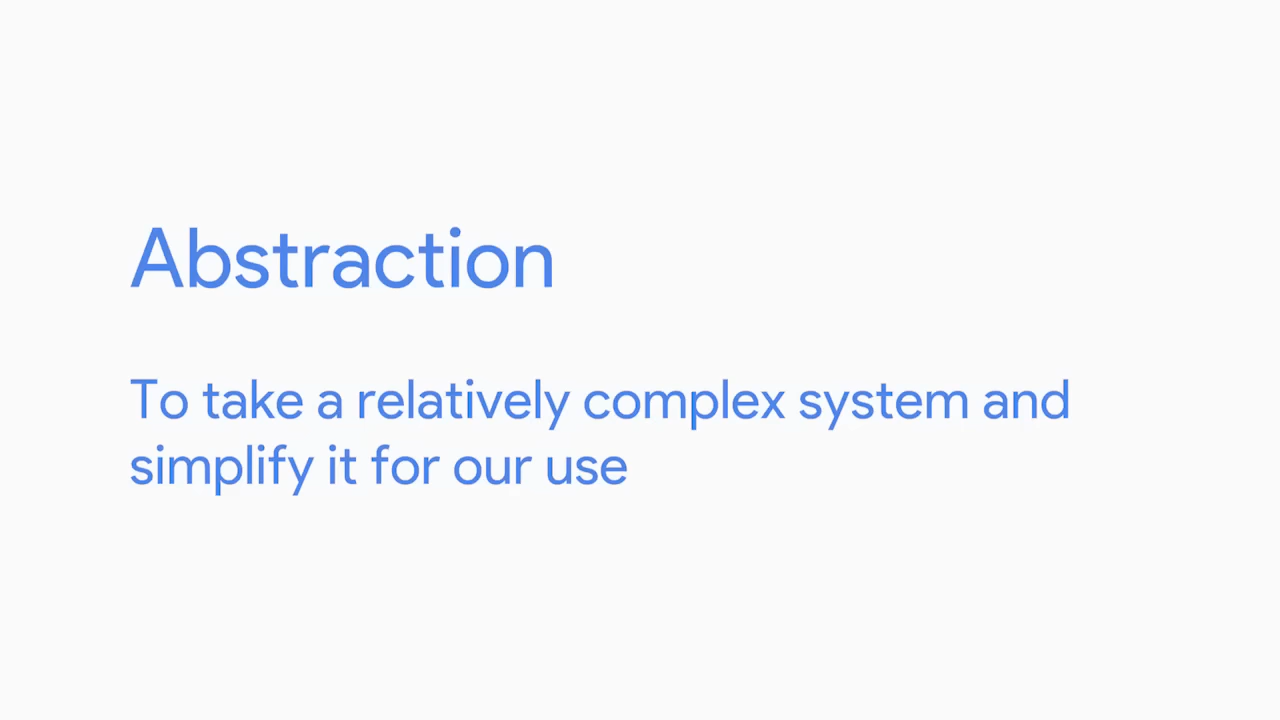 Abstraction
To take a relatively complex system and
simplify it for our use